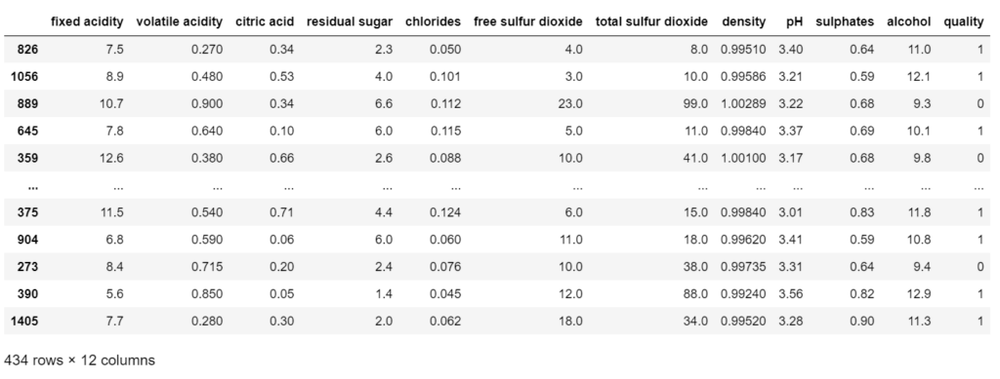 fixed acidity volatile acidity citric acid residual sugar chlorides free sulfur dioxide total sulfur dioxide density pH sulphates alcohol quality
826 7.5 0.270 0.34 2.3 0.050 4.0 8.0 0.99510 3.40 0.64 11.0 1
1056 8.9 0.480 0.53 4.0 0.101 3.0 10.0 0.99586 3.21 0.59 12.1 1
889 10.7 0.900 0.34 6.6 0.112 23.0 99.0 1.00289 3.22 0.68 9.3 0
645 7.8 0.640 0.10 6.0 0.115 5.0 11.0 0.99840 3.37 0.69 10.1 1
359 12.6 0.380 0.66 2.6 0.088 10.0 41.0 1.00100 3.17 0.68 9.8 0
... ... ... ... ... ... ... ... ... ... ... ... ...
375 11.5 0.540 0.71 4.4 0.124 6.0 15.0 0.99840 3.01 0.83 11.8 1
904 6.8 0.590 0.06 6.0 0.060 11.0 18.0 0.99620 3.41 0.59 10.8 1
273 8.4 0.715 0.20 2.4 0.076 10.0 38.0 0.99735 3.31 0.64 9.4 0
390 5.6 0.850 0.05 1.4 0.045 12.0 88.0 0.99240 3.56 0.82 12.9 1
1405 7.7 0.280 0.30 2.0 0.062 18.0 34.0 0.99520 3.28 0.90 11.3 1
434 rows × 12 columns